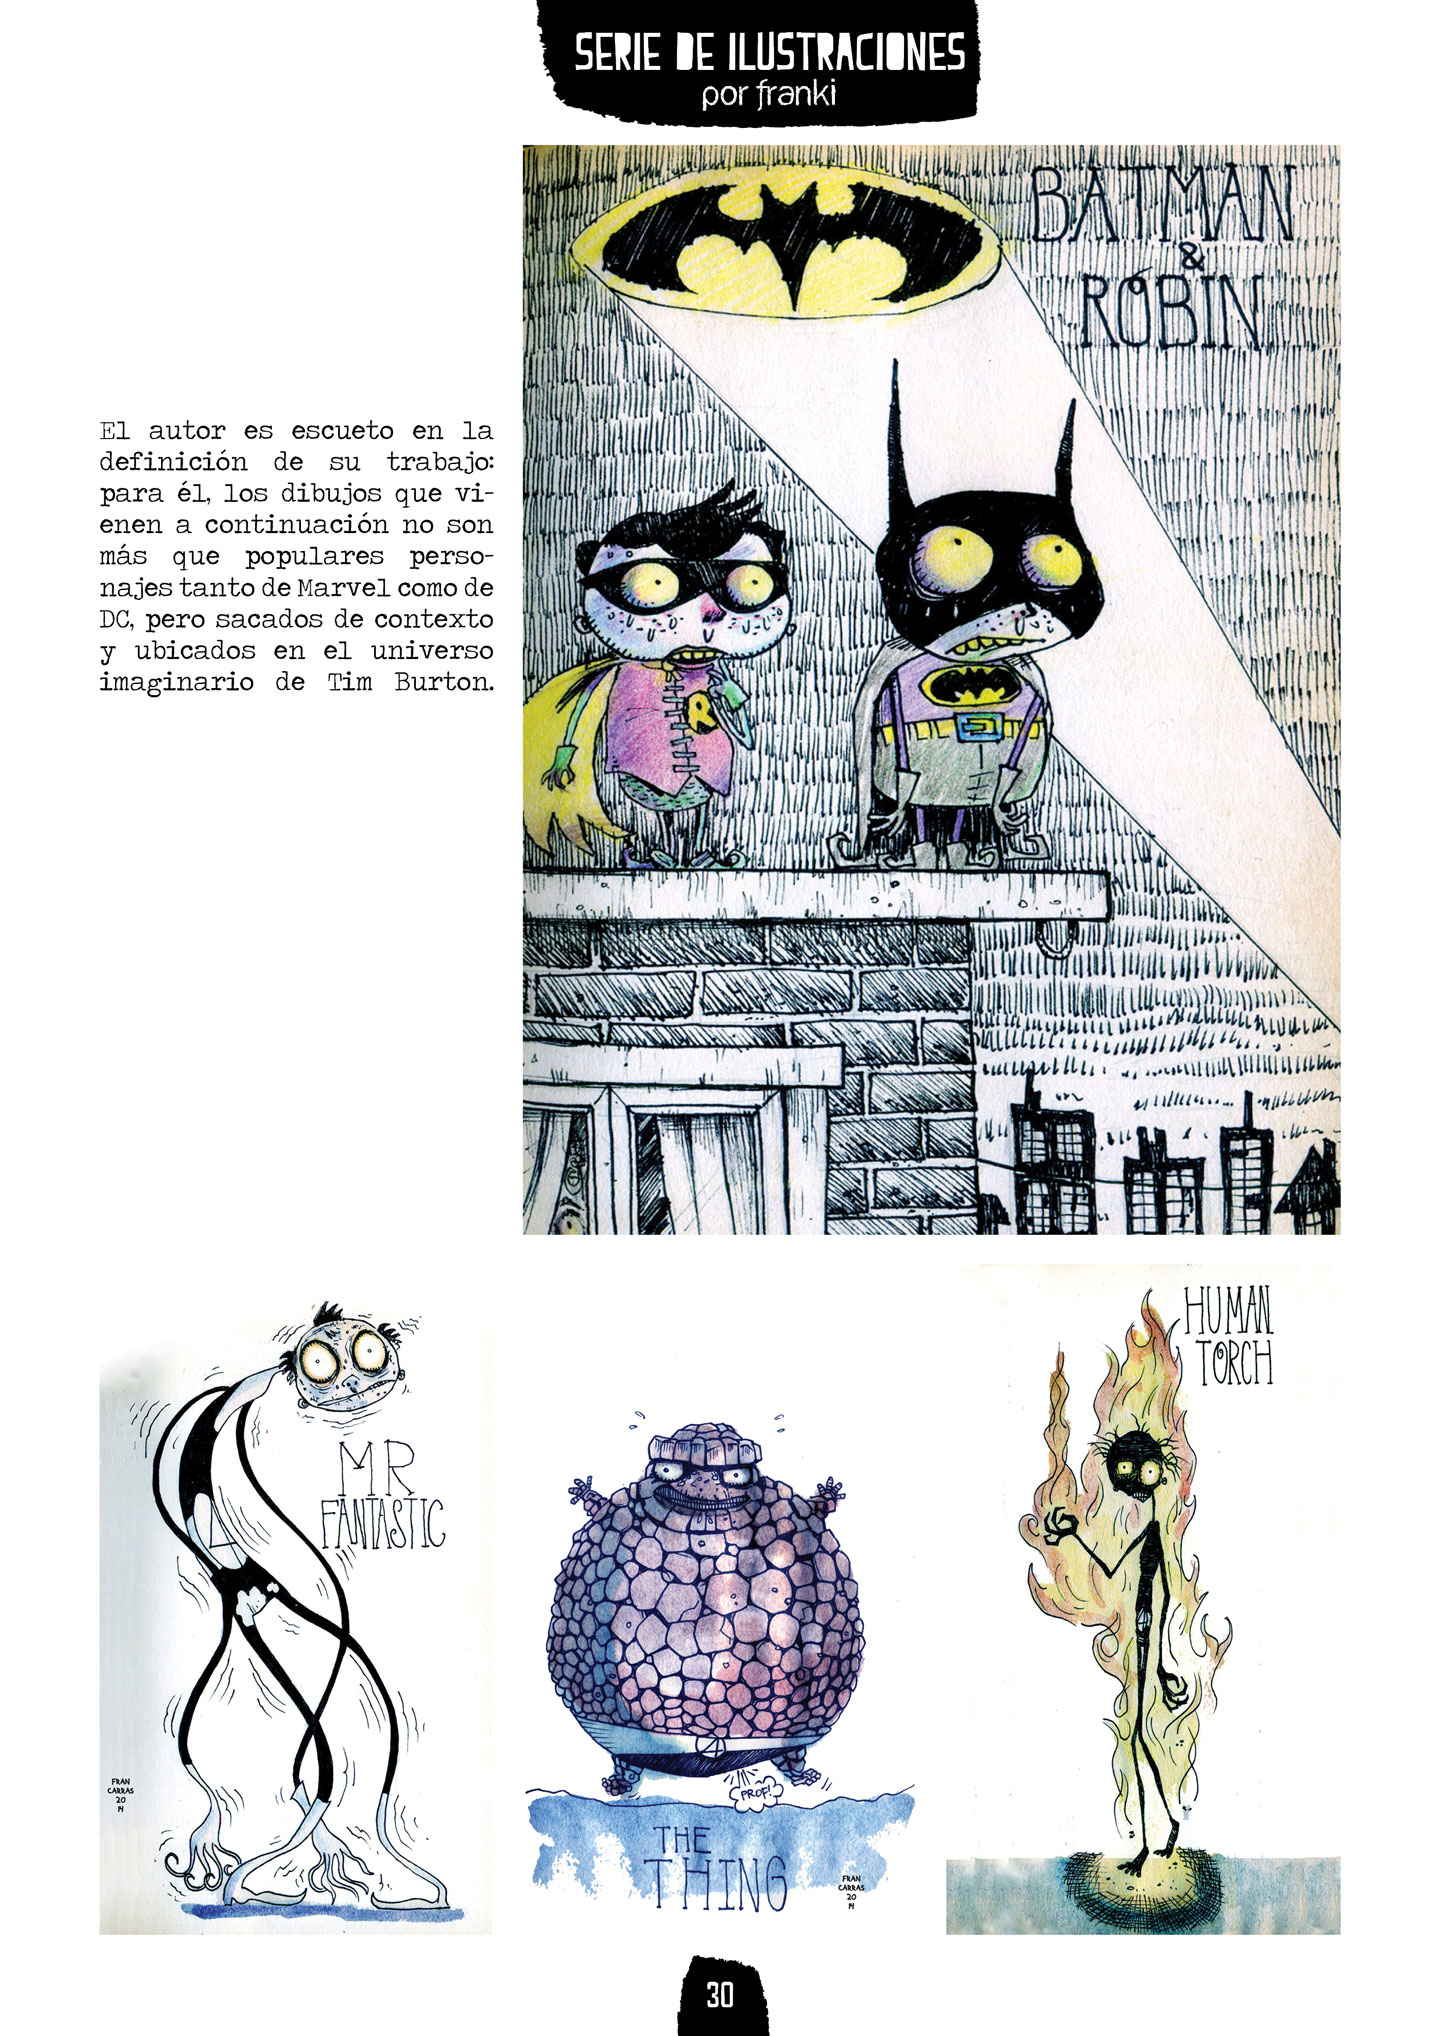 SERIE DE ILUSTRACIONES
por franki
BATMAN
&
ROBIN
El autor es escueto en la
definición de su trabajo:
para él, los dibujos que vi-
enen a continuación no son
más que populares perso-
najes tanto de Marvel como de
DC, pero sacados de contexto
y ubicados en el universo
imaginario de Tim Burton.
R
MR
FANTASTIC
FRAN
CARRAS
20
14
4
PROF!
THE
THING
FRAN
CARRAS
20
14
HUMAN
TORCH
30